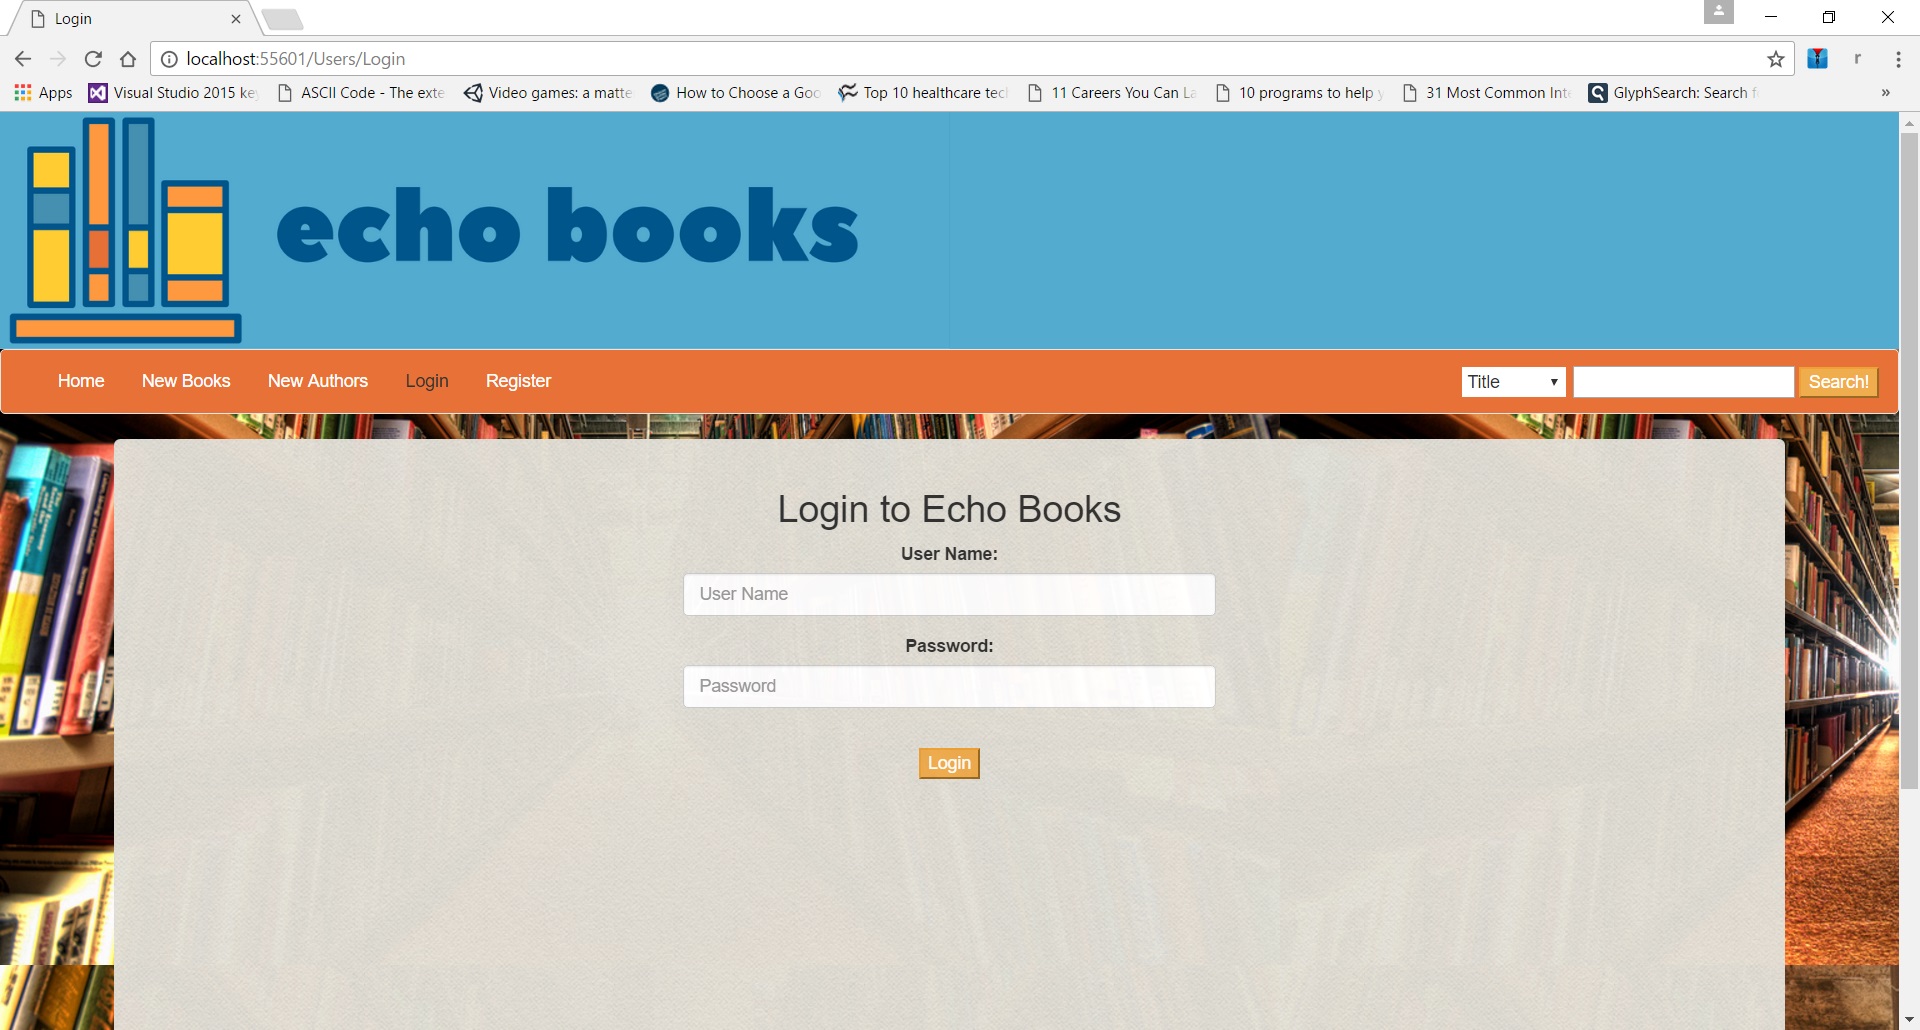 Login
localhost:55601/Users/Login
r
Apps
Visual Studio 2015 ke
ASCII Code - The exte
Video games: a matte
How to Choose a Goo
Top 10 healthcare tec
11 Careers You Can La
10 programs to help y
31 Most Common Int
GlyphSearch: Search f
»
echo books
Home New Books New Authors Login Register Title Search!
Login to Echo Books
User Name:
User Name
Password:
Password
Login